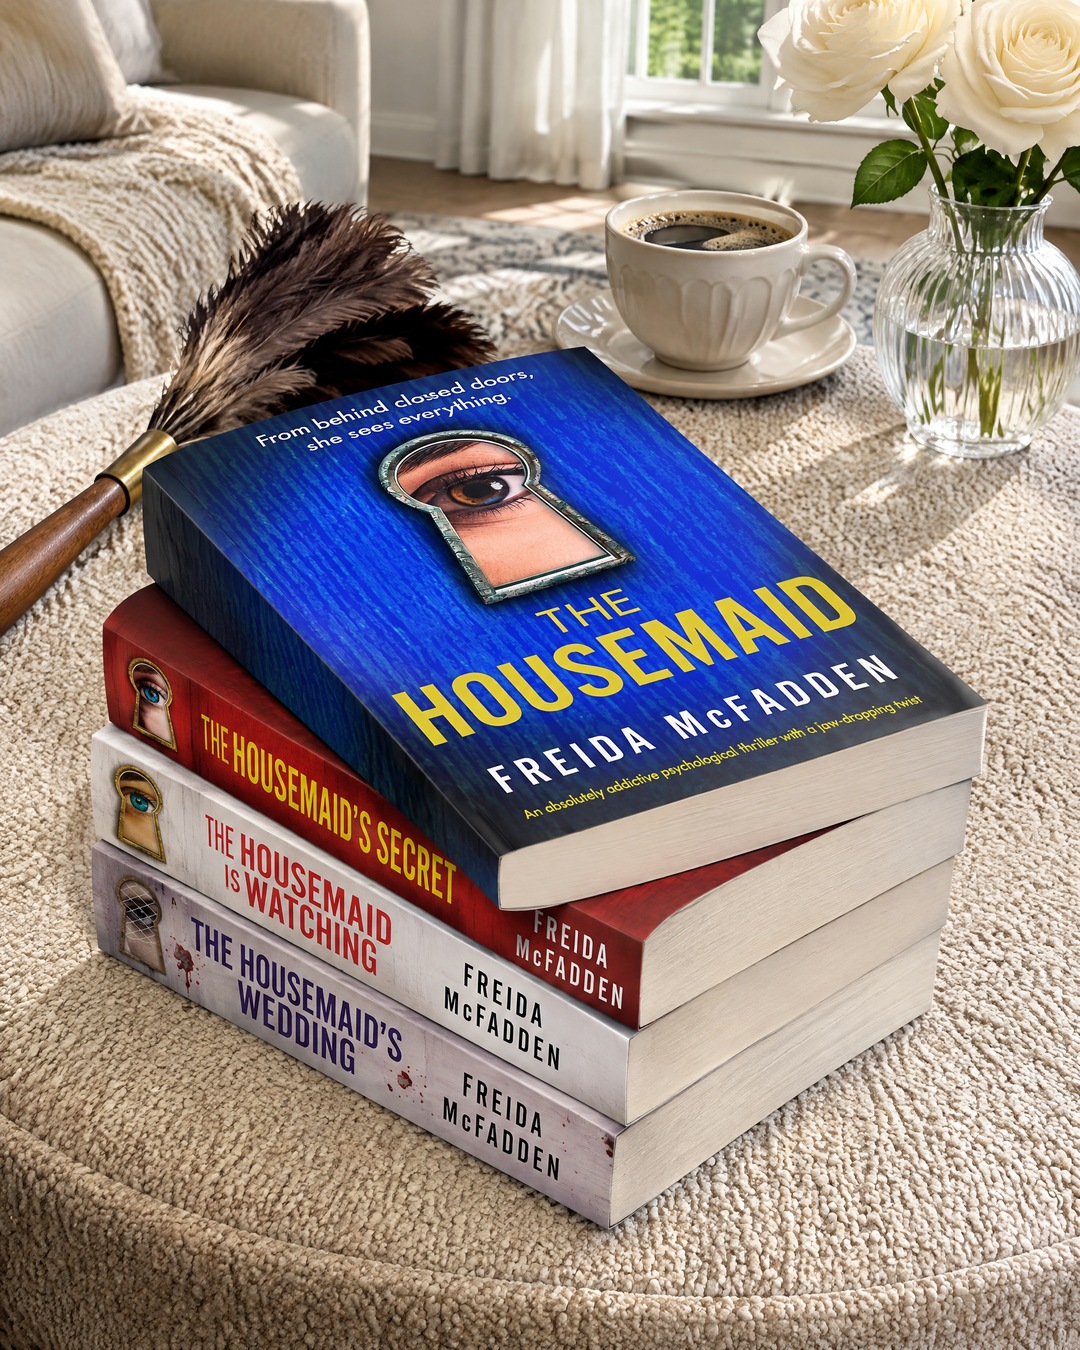 From behind closed doors,
she sees everything.
THE
HOUSEMAID
FREIDA McFADDEN
An absolutely addictive psychological thriller with a jaw-dropping twist
THE HOUSEMAID'S SECRET
FREIDA
McFADDEN
THE HOUSEMAID
IS WATCHING
FREIDA
McFADDEN
THE HOUSEMAID'S
WEDDING
FREIDA
McFADDEN